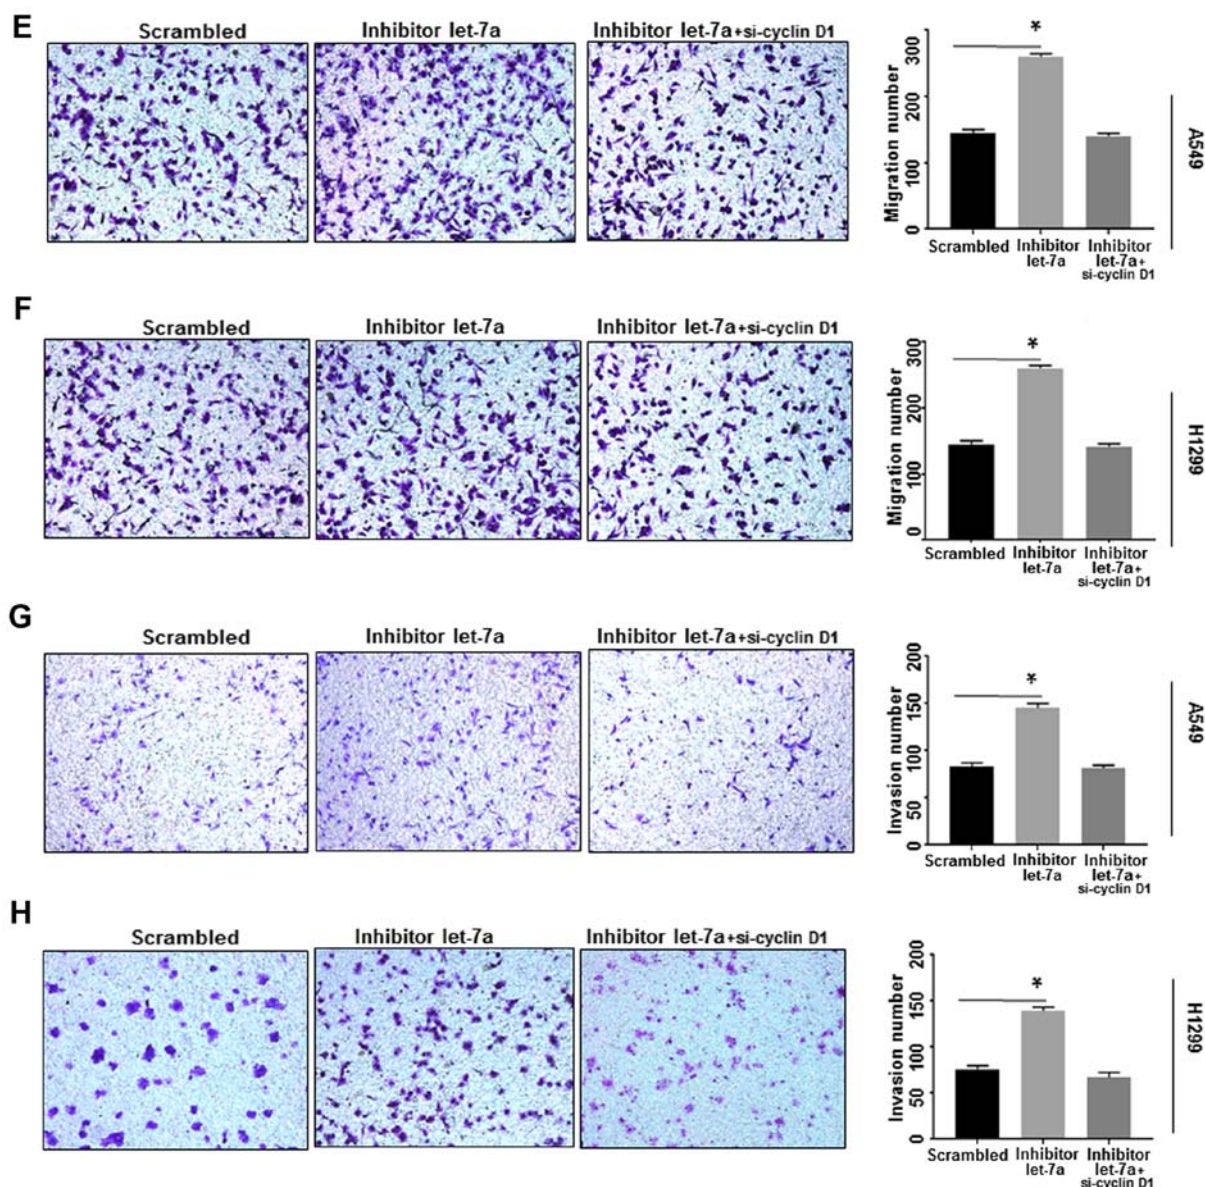 E
Scrambled
Inhibitor let-7a
Inhibitor let-7a+si-cyclin D1
Migration number
300
200
100
0
*
Scrambled
Inhibitor
let-7a
Inhibitor
let-7a+
si-cyclin D1
A549
F
Scrambled
Inhibitor let-7a
Inhibitor let-7a+si-cyclin D1
Migration number
300
200
100
0
*
Scrambled
Inhibitor
let-7a
Inhibitor
let-7a+
si-cyclin D1
H1299
G
Scrambled
Inhibitor let-7a
Inhibitor let-7a+si-cyclin D1
Invasion number
200
150
100
50
0
*
Scrambled
Inhibitor
let-7a
Inhibitor
let-7a+
si-cyclin D1
A549
H
Scrambled
Inhibitor let-7a
Inhibitor let-7a+si-cyclin D1
Invasion number
200
150
100
50
0
*
Scrambled
Inhibitor
let-7a
Inhibitor
let-7a+
si-cyclin D1
H1299